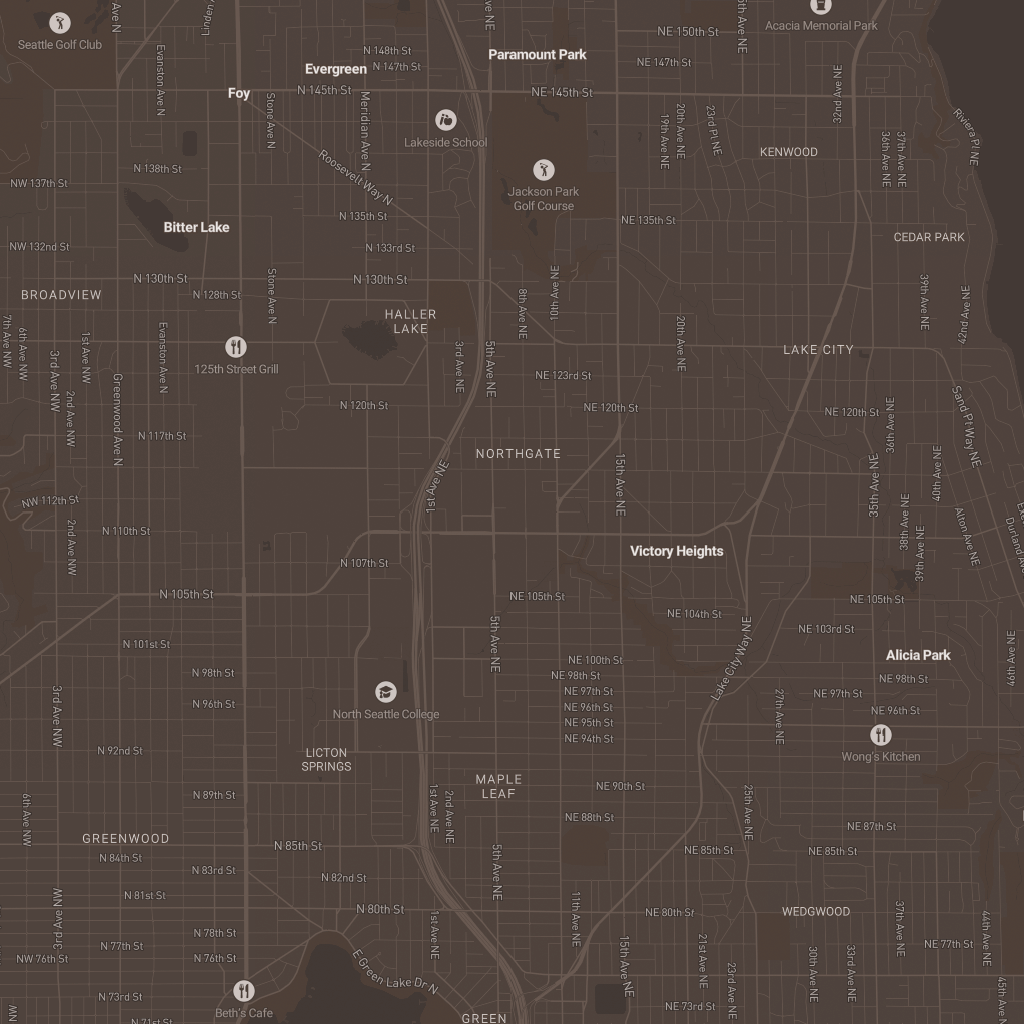 Seattle Golf Club
Ave N
Linden
Evanston Ave N
N 148th St
N 147th St
Evergreen
Foy
N 145th St
Stone Ave N
Meridian Ave N
Ave NE
Paramount Park
NE 150th St
NE 147th St
5th Ave NE
Acacia Memorial Park
NE 145th St
32nd Ave NE
Lakeside School
Jackson Park
Golf Course
19th Ave NE
20th Ave NE
23rd Pl NE
KENWOOD
36th Ave NE
37th Ave NE
Riviera Pl NE
N 138th St
NW 137th St
Roosevelt Way N
Bitter Lake
N 135th St
NE 135th St
CEDAR PARK
NW 132nd St
N 133rd St
N 130th St
N 130th St
Stone Ave N
BROADVIEW
N 128th St
HALLER
LAKE
8th Ave NE
10th Ave NE
20th Ave NE
39th Ave NE
42nd Ave NE
7th Ave NW
6th Ave NW
1st Ave NW
Evanston Ave N
3rd Ave NW
125th Street Grill
3rd Ave NE
5th Ave NE
LAKE CITY
NE 123rd St
2nd Ave NW
Greenwood Ave N
N 120th St
NE 120th St
NE 120th St
36th Ave NE
Sand Pt Way NE
N 117th St
NORTHGATE
1st Ave NE
15th Ave NE
35th Ave NE
40th Ave NE
NW 112th St
38th Ave NE
Alton Ave NE
Durland Ave
N 110th St
2nd Ave NW
39th Ave NE
Victory Heights
N 107th St
N 105th St
NE 105th St
NE 105th St
NE 104th St
NE 103rd St
N 101st St
5th Ave NE
Lake City Way NE
46th Ave NE
Alicia Park
N 98th St
NE 100th St
NE 98th St
NE 98th St
NE 97th St
NE 97th St
3rd Ave NW
N 96th St
North Seattle College
NE 96th St
NE 96th St
27th Ave NE
NE 95th St
NE 94th St
Wong's Kitchen
N 92nd St
LICTON
SPRINGS
MAPLE
LEAF
NE 90th St
6th Ave NW
N 89th St
1st Ave NE
2nd Ave NE
25th Ave NE
NE 88th St
NE 87th St
GREENWOOD
N 85th St
NE 85th St
NE 85th St
N 84th St
N 83rd St
N 82nd St
5th Ave NE
3rd Ave NW
N 81st St
N 80th St
1st Ave NE
11th Ave NE
NE 80th St
WEDGWOOD
37th Ave NE
44th Ave NE
N 78th St
N 77th St
NE 77th St
NW 76th St
N 76th St
E Green Lake Dr N
15th Ave NE
21st Ave NE
23rd Ave NE
30th Ave NE
33rd Ave NE
45th Ave N
N 73rd St
NE 73rd St
Beth's Cafe
NW
N 71st St
GREEN